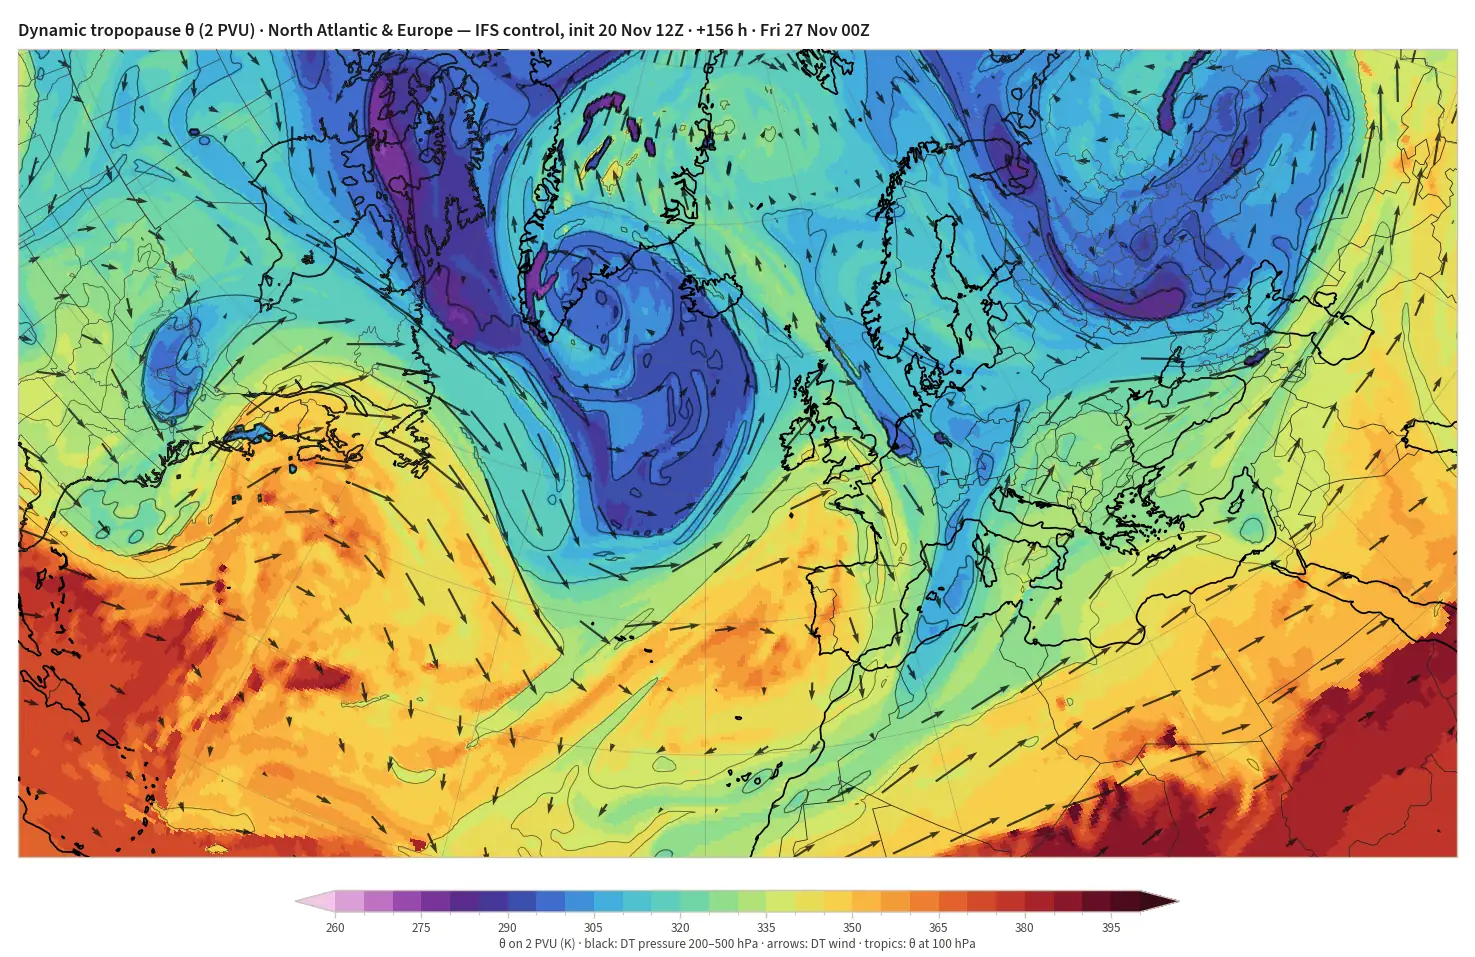 Dynamic tropopause θ (2 PVU) · North Atlantic & Europe — IFS control, init 20 Nov 12Z · +156 h · Fri 27 Nov 00Z
260 275 290 305 320 335 350 365 380 395
θ on 2 PVU (K) · black: DT pressure 200–500 hPa · arrows: DT wind · tropics: θ at 100 hPa